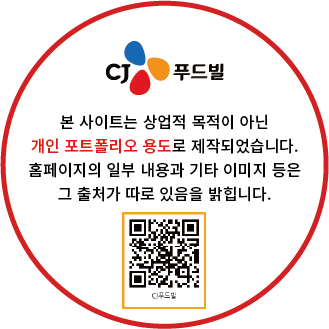 CJ 푸드빌
본 사이트는 상업적 목적이 아닌
개인 포트폴리오 용도로 제작되었습니다.
홈페이지의 일부 내용과 기타 이미지 등은
그 출처가 따로 있음을 밝힙니다.
CJ푸드빌